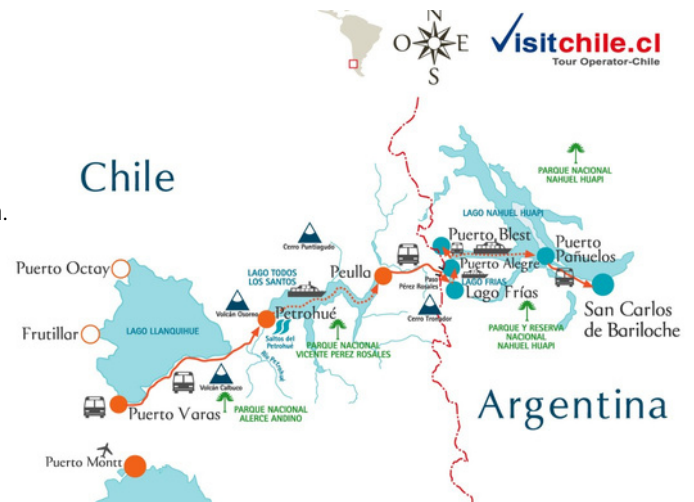 N
O E
S
Visitchile.cl
Tour Operator-Chile
Chile
.
PARQUE NACIONAL
NAHUEL HUAPI
LAGO NAHUEL HUAPI
Puerto Blest
Puerto
Pañuelos
Puerto Alegre
LAGO FRIAS
Lago Frías
San Carlos
de Bariloche
PARQUE Y RESERVA
NACIONAL
NAHUEL HUAPI
Paso
Pérez Rosales
Cerro Tronador
Cerro Puntiagudo
Peulla
LAGO TODOS
LOS SANTOS
Puerto Octay
Volcán Osorno
Petrohué
Saltos del
Petrohué
Río Petrohué
PARQUE NACIONAL
VICENTE PEREZ ROSALES
Frutillar
LAGO LLANQUIHUE
Volcán Calbuco
Puerto Varas
PARQUE NACIONAL
ALERCE ANDINO
Argentina
Puerto Montt